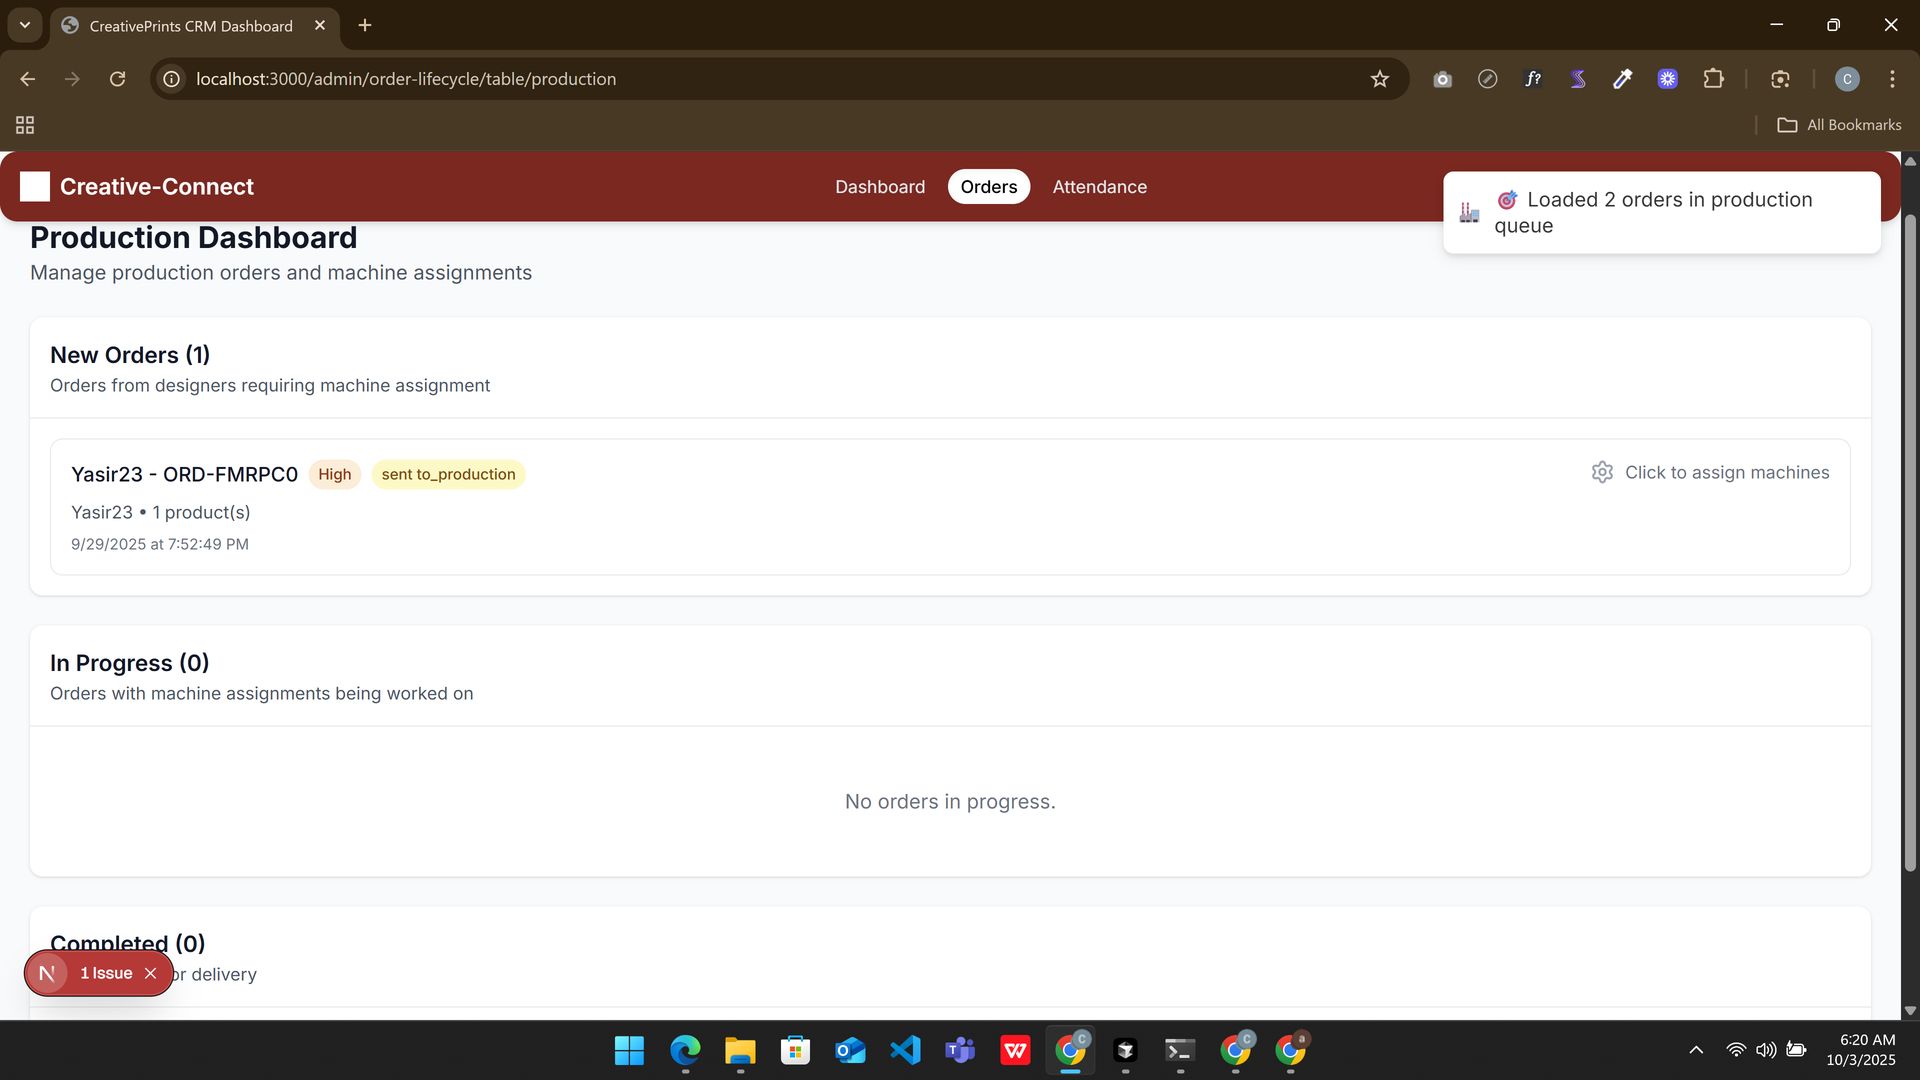 CreativePrints CRM Dashboard
localhost:3000/admin/order-lifecycle/table/production
f?
C
All Bookmarks
Creative-Connect
Dashboard
Orders
Attendance
Loaded 2 orders in production
queue
Production Dashboard
Manage production orders and machine assignments
New Orders (1)
Orders from designers requiring machine assignment
Yasir23 - ORD-FMRPC0
High
sent to_production
Click to assign machines
Yasir23 • 1 product(s)
9/29/2025 at 7:52:49 PM
In Progress (0)
Orders with machine assignments being worked on
No orders in progress.
Completed (0)
or delivery
N
1 Issue
6:20 AM
10/3/2025